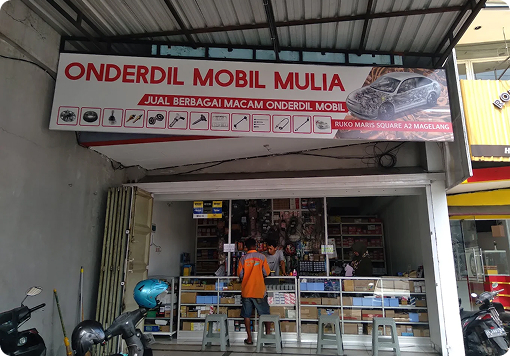 ONDERDIL MOBIL MULIA
JUAL BERBAGAI MACAM ONDERDIL MOBIL
RUKO MARIS SQUARE A2 MAGELANG